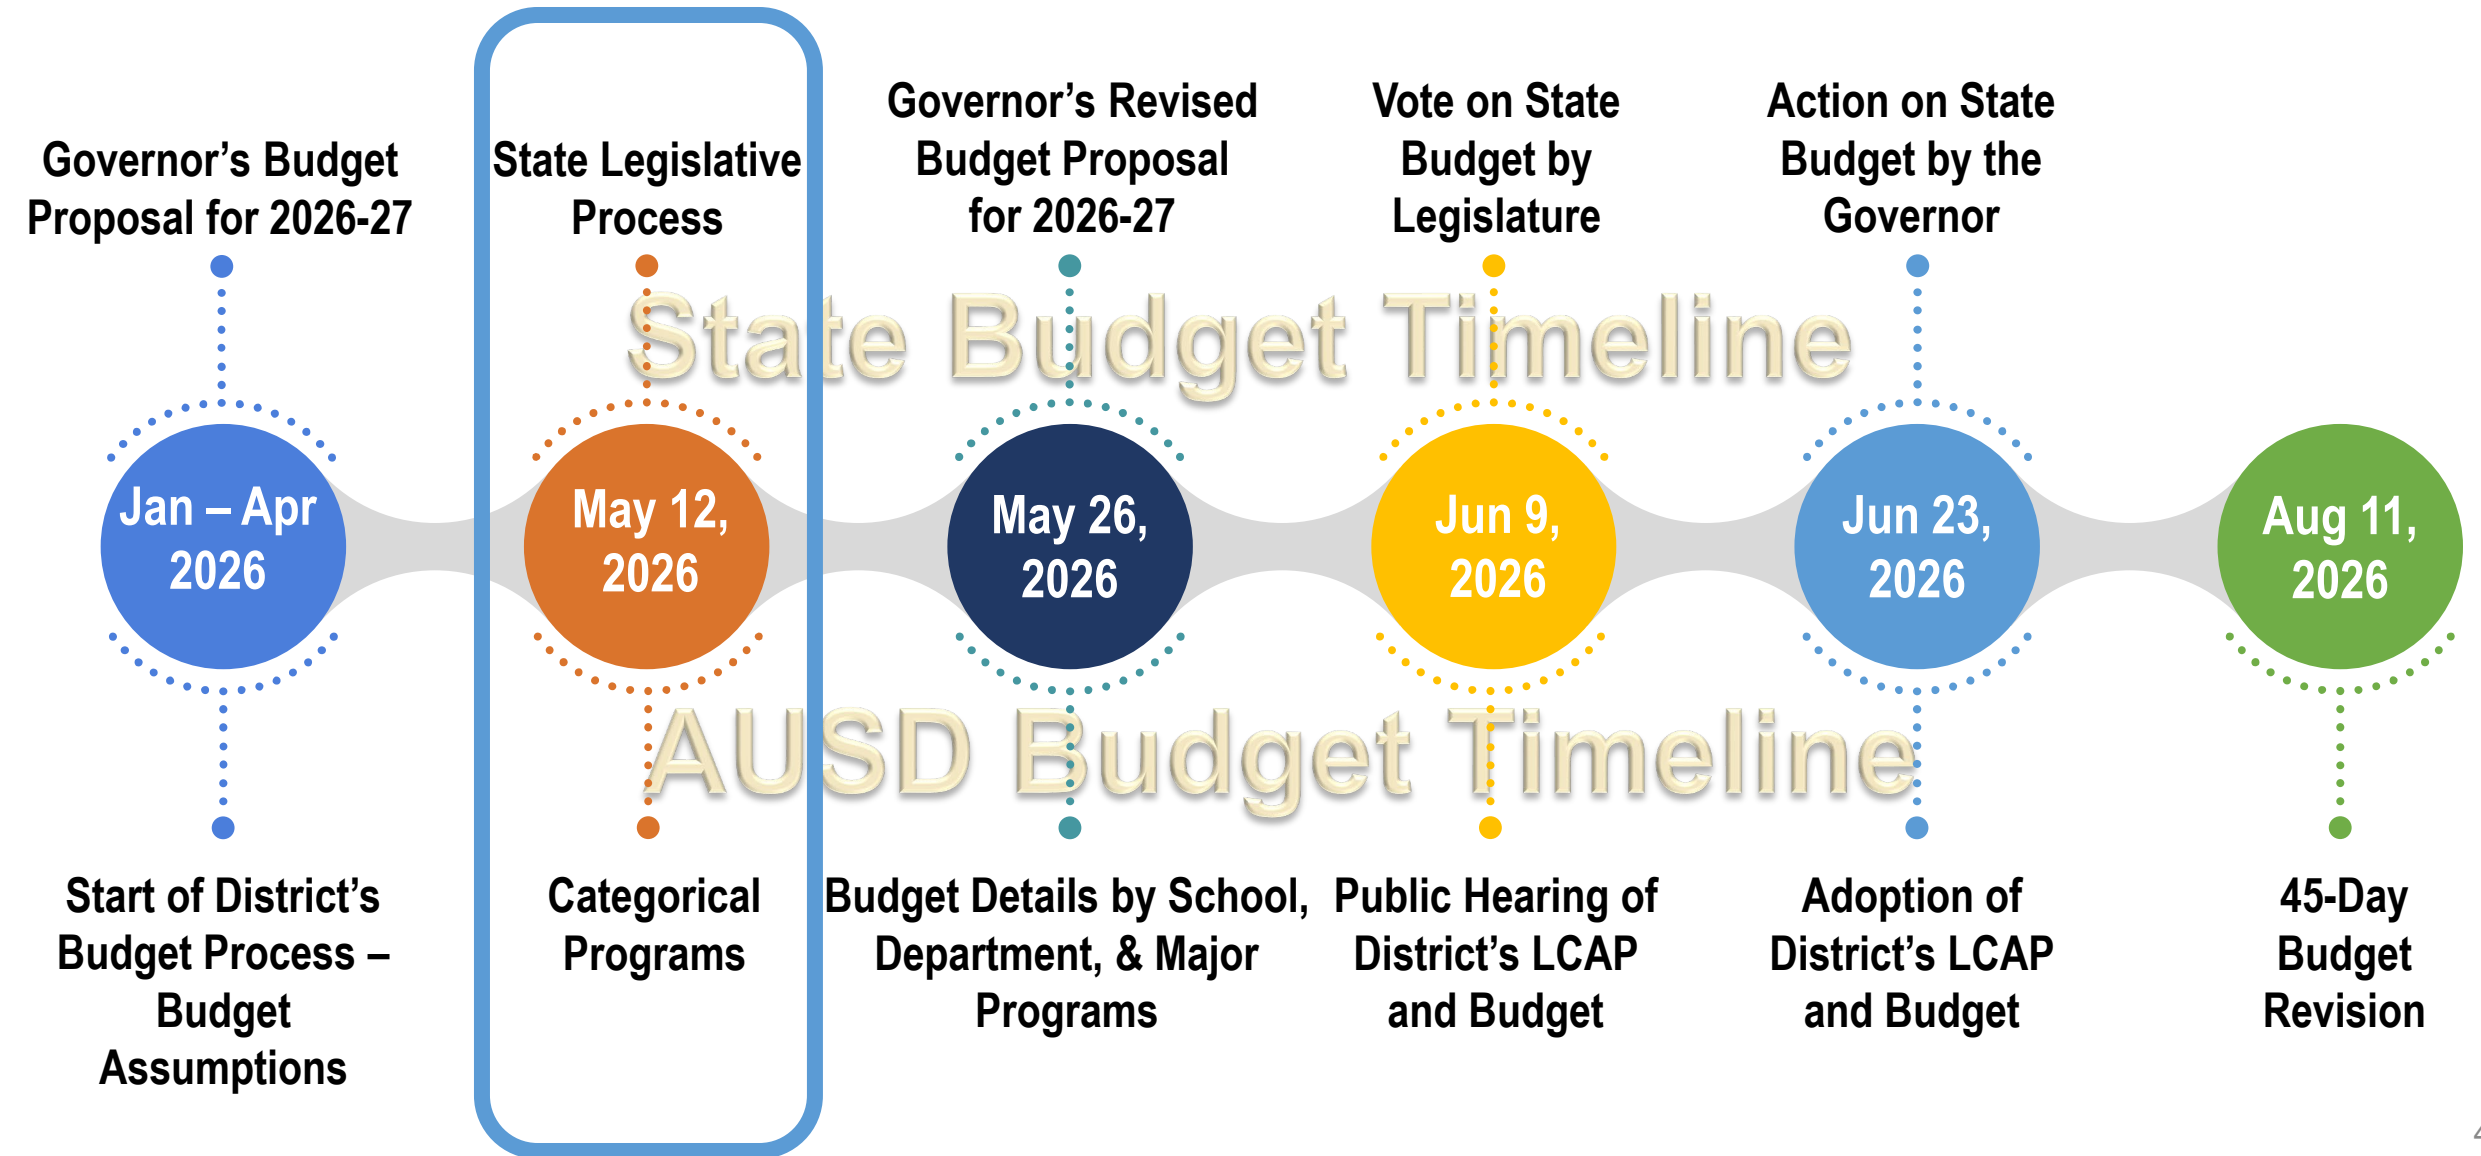 Governor’s Budget
Proposal for 2026-27
State Legislative
Process
Governor’s Revised
Budget Proposal
for 2026-27
Vote on State
Budget by
Legislature
Action on State
Budget by the
Governor
State Budget Timeline
Jan – Apr
2026
May 12,
2026
May 26,
2026
Jun 9,
2026
Jun 23,
2026
Aug 11,
2026
AUSD Budget Timeline
Start of District’s
Budget Process –
Budget
Assumptions
Categorical
Programs
Budget Details by School,
Department, & Major
Programs
Public Hearing of
District’s LCAP
and Budget
Adoption of
District’s LCAP
and Budget
45-Day
Budget
Revision
4